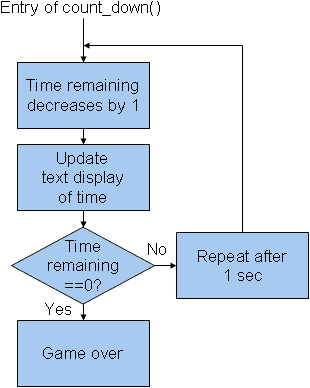 Entry of count_down()
Time remaining
decreases by 1
Update
text display
of time
Time
remaining
==0?
No
Repeat after
1 sec
Yes
Game over